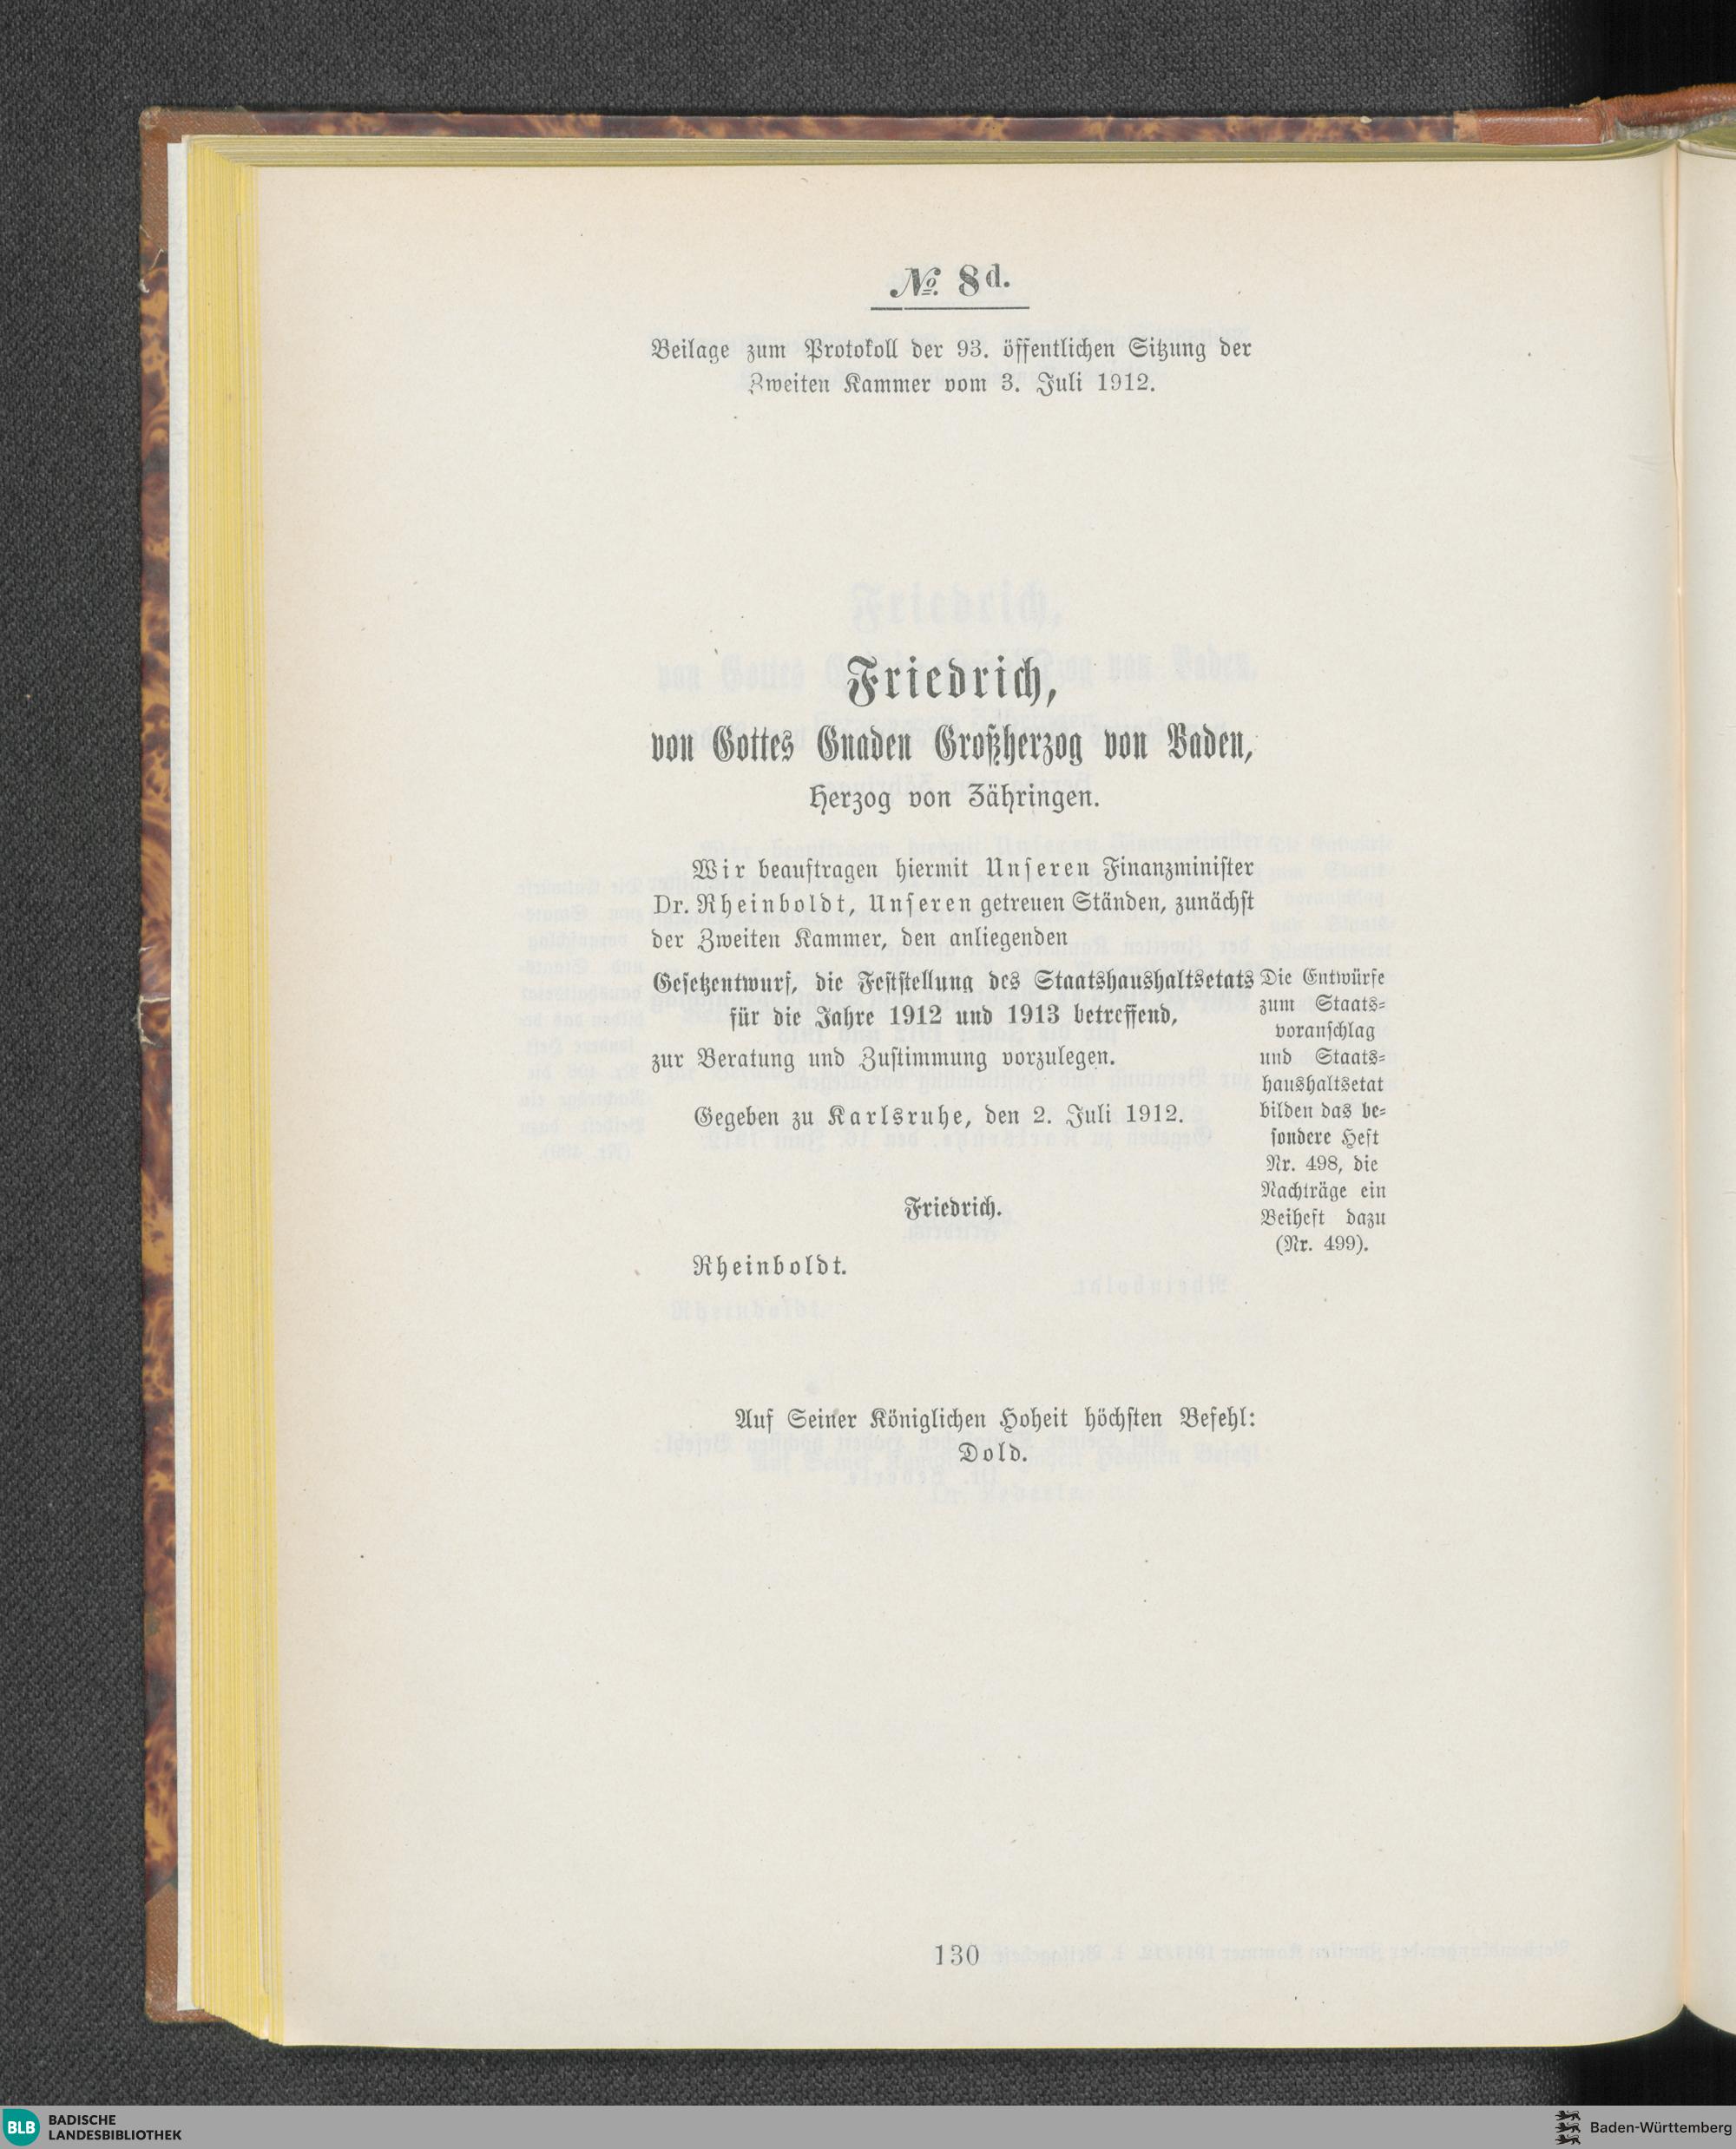 № 8d.
Beilage zum Protokoll der 93. öffentlichen Sitzung der
Zweiten Kammer vom 3. Juli 1912.
Friedrich,
von Gottes Gnaden Großherzog von Baden,
Herzog von Zähringen.
Wir beauftragen hiermit Unseren Finanzminister
Dr. Rheinboldt, Unseren getreuen Ständen, zunächst
der Zweiten Kammer, den anliegenden
Gesetzentwurf, die Feststellung des Staatshaushaltsetats
für die Jahre 1912 und 1913 betreffend,
zur Beratung und Zustimmung vorzulegen.
Gegeben zu Karlsruhe, den 2. Juli 1912.
Friedrich.
Rheinboldt.
Die Entwürfe
zum Staats-
voranschlag
und Staats-
haushaltsetat
bilden das be-
sondere Heft
Nr. 498, die
Nachträge ein
Beiheft dazu
(Nr. 499).
Auf Seiner Königlichen Hoheit höchsten Befehl:
Dold.
130
BLB BADISCHE
LANDESBIBLIOTHEK
Baden-Württemberg